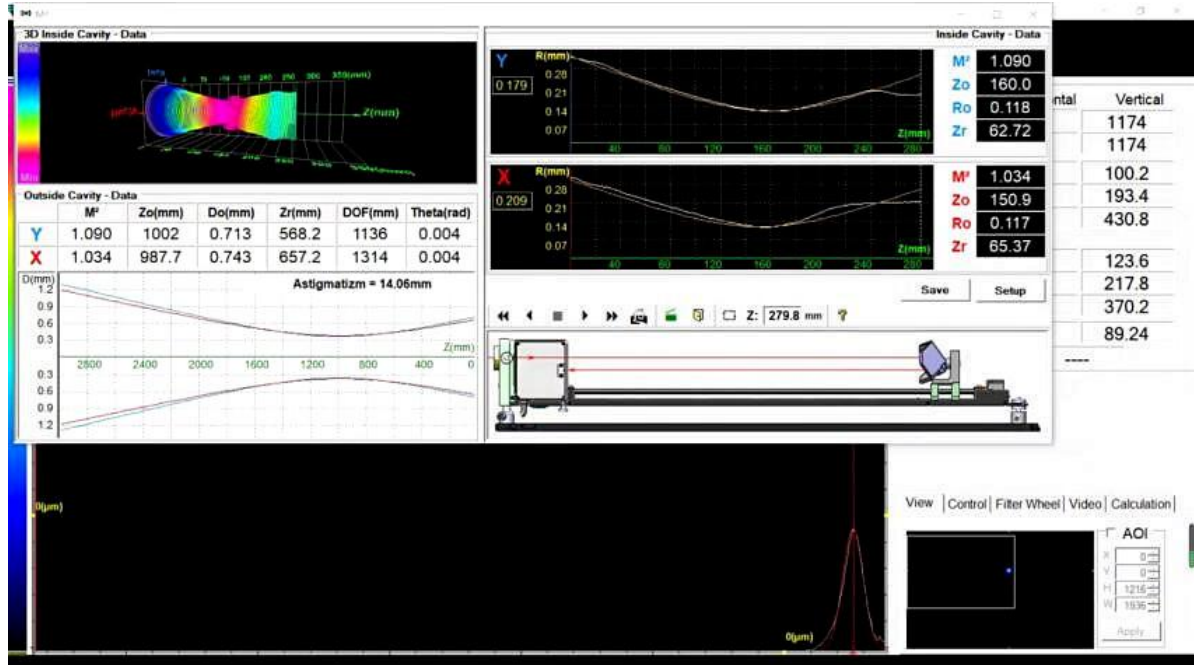 M²
3D Inside Cavity - Data
Max
Min
Z(mm)
Inside Cavity - Data
Y
R(mm)
0.179
0.28
0.21
0.14
0.07
Z(mm)
40 80 120 160 200 240 280
M² 1.090
Zo 160.0
Ro 0.118
Zr 62.72
X
R(mm)
0.209
0.28
0.21
0.14
0.07
Z(mm)
40 80 120 160 200 240 280
M² 1.034
Zo 150.9
Ro 0.117
Zr 65.37
Outside Cavity - Data
M² Zo(mm) Do(mm) Zr(mm) DOF(mm) Theta(rad)
Y 1.090 1002 0.713 568.2 1136 0.004
X 1.034 987.7 0.743 657.2 1314 0.004
D(mm)
1.2
0.9
0.6
0.3
Astigmatizm = 14.06mm
Z(mm)
2800 2400 2000 1600 1200 800 400 0
0.3
0.6
0.9
1.2
Save Setup
Z: 279.8 mm ?
ntal Vertical
1174
1174
100.2
193.4
430.8
123.6
217.8
370.2
89.24
----
0(µm)
0(µm)
View Control Filter Wheel Video Calculation
AOI
X 0
Y 0
H 1216
W 1936
Apply